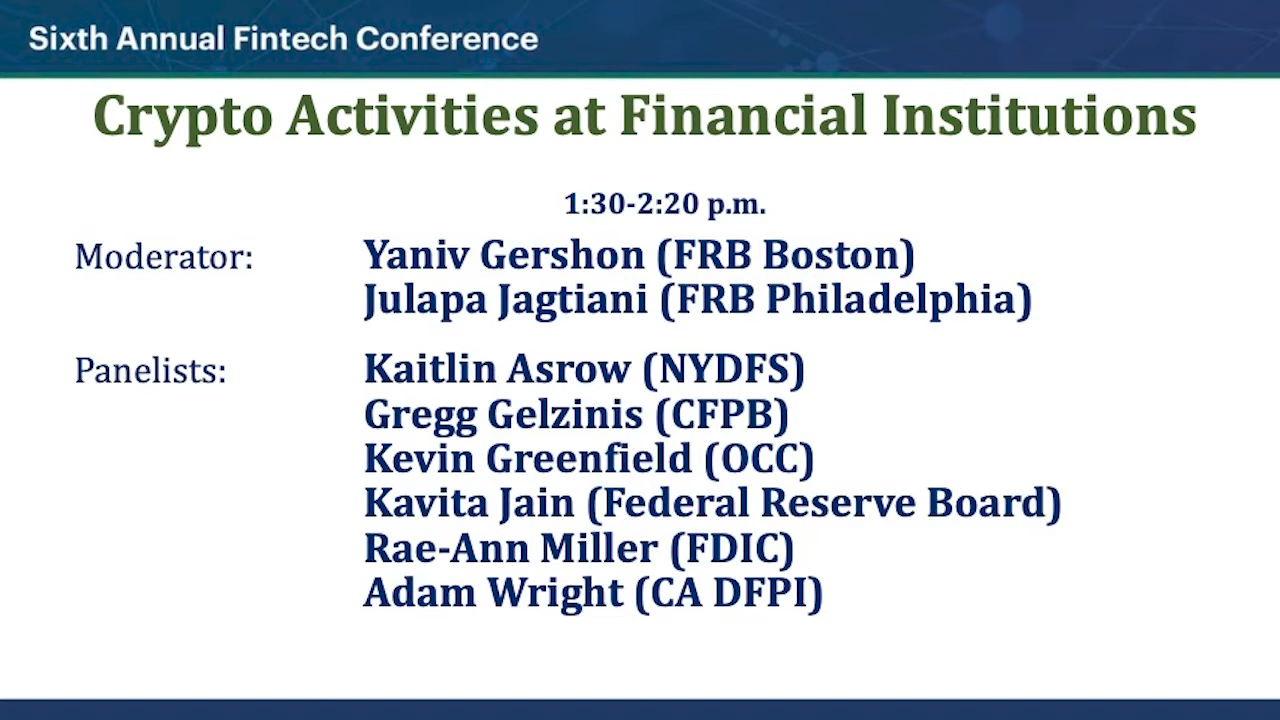 Sixth Annual Fintech Conference
Crypto Activities at Financial Institutions
1:30-2:20 p.m.
Moderator: Yaniv Gershon (FRB Boston)
Julapa Jagtiani (FRB Philadelphia)
Panelists: Kaitlin Asrow (NYDFS)
Gregg Gelzinis (CFPB)
Kevin Greenfield (OCC)
Kavita Jain (Federal Reserve Board)
Rae-Ann Miller (FDIC)
Adam Wright (CA DFPI)